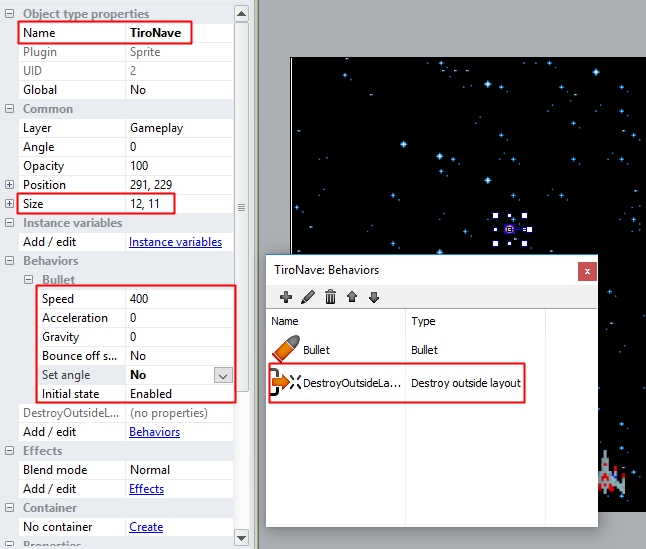 Object type properties
Name TiroNave
Plugin Sprite
UID 2
Global No
Common
Layer Gameplay
Angle 0
Opacity 100
Position 291, 229
Size 12, 11
Instance variables
Add / edit Instance variables
Behaviors
Bullet
Speed 400
Acceleration 0
Gravity 0
Bounce off s... No
Set angle No
Initial state Enabled
DestroyOutsideL... (no properties)
Add / edit Behaviors
Effects
Blend mode Normal
Add / edit Effects
Container
No container Create
Properties
TiroNave: Behaviors
x
Name Type
Bullet Bullet
DestroyOutsideLa... Destroy outside layout